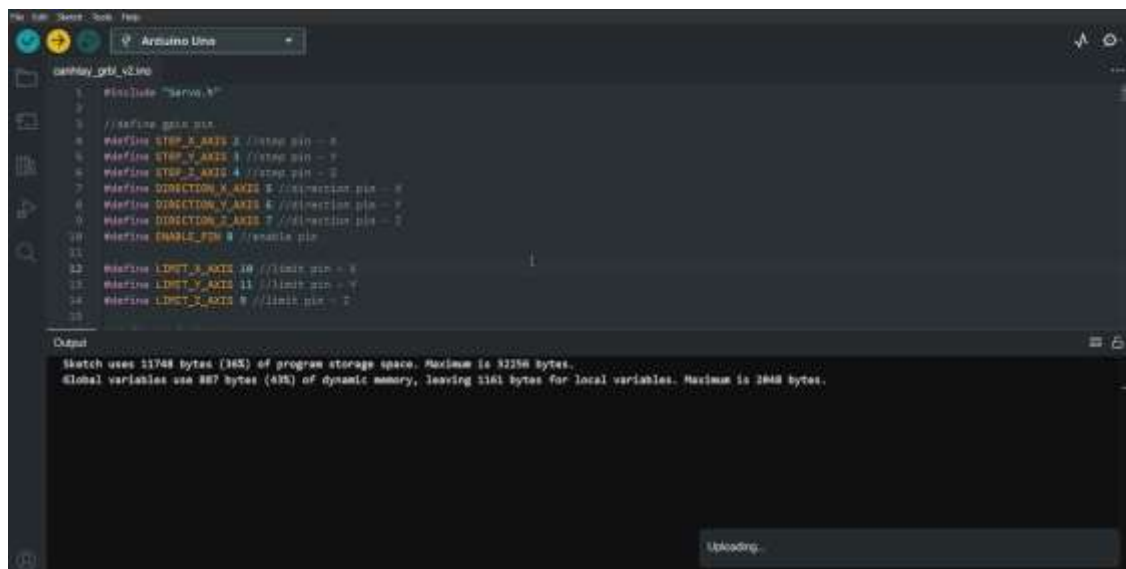 File Edit Sketch Tools Help
Arduino Uno
canhtay_grbl_v2.ino
1 #include "Servo.h"
2
3 //define gpio pin
4 #define STEP_X_AXIS 2 //step pin - X
5 #define STEP_Y_AXIS 3 //step pin - Y
6 #define STEP_Z_AXIS 4 //step pin - Z
7 #define DIRECTION_X_AXIS 5 //direction pin - X
8 #define DIRECTION_Y_AXIS 6 //direction pin - Y
9 #define DIRECTION_Z_AXIS 7 //direction pin - Z
10 #define ENABLE_PIN 8 //enable pin
11
12 #define LIMIT_X_AXIS 10 //limit pin - X
13 #define LIMIT_Y_AXIS 11 //limit pin - Y
14 #define LIMIT_Z_AXIS 9 //limit pin - Z
15
Output
Sketch uses 11748 bytes (36%) of program storage space. Maximum is 32256 bytes.
Global variables use 887 bytes (43%) of dynamic memory, leaving 1161 bytes for local variables. Maximum is 2048 bytes.
Uploading...